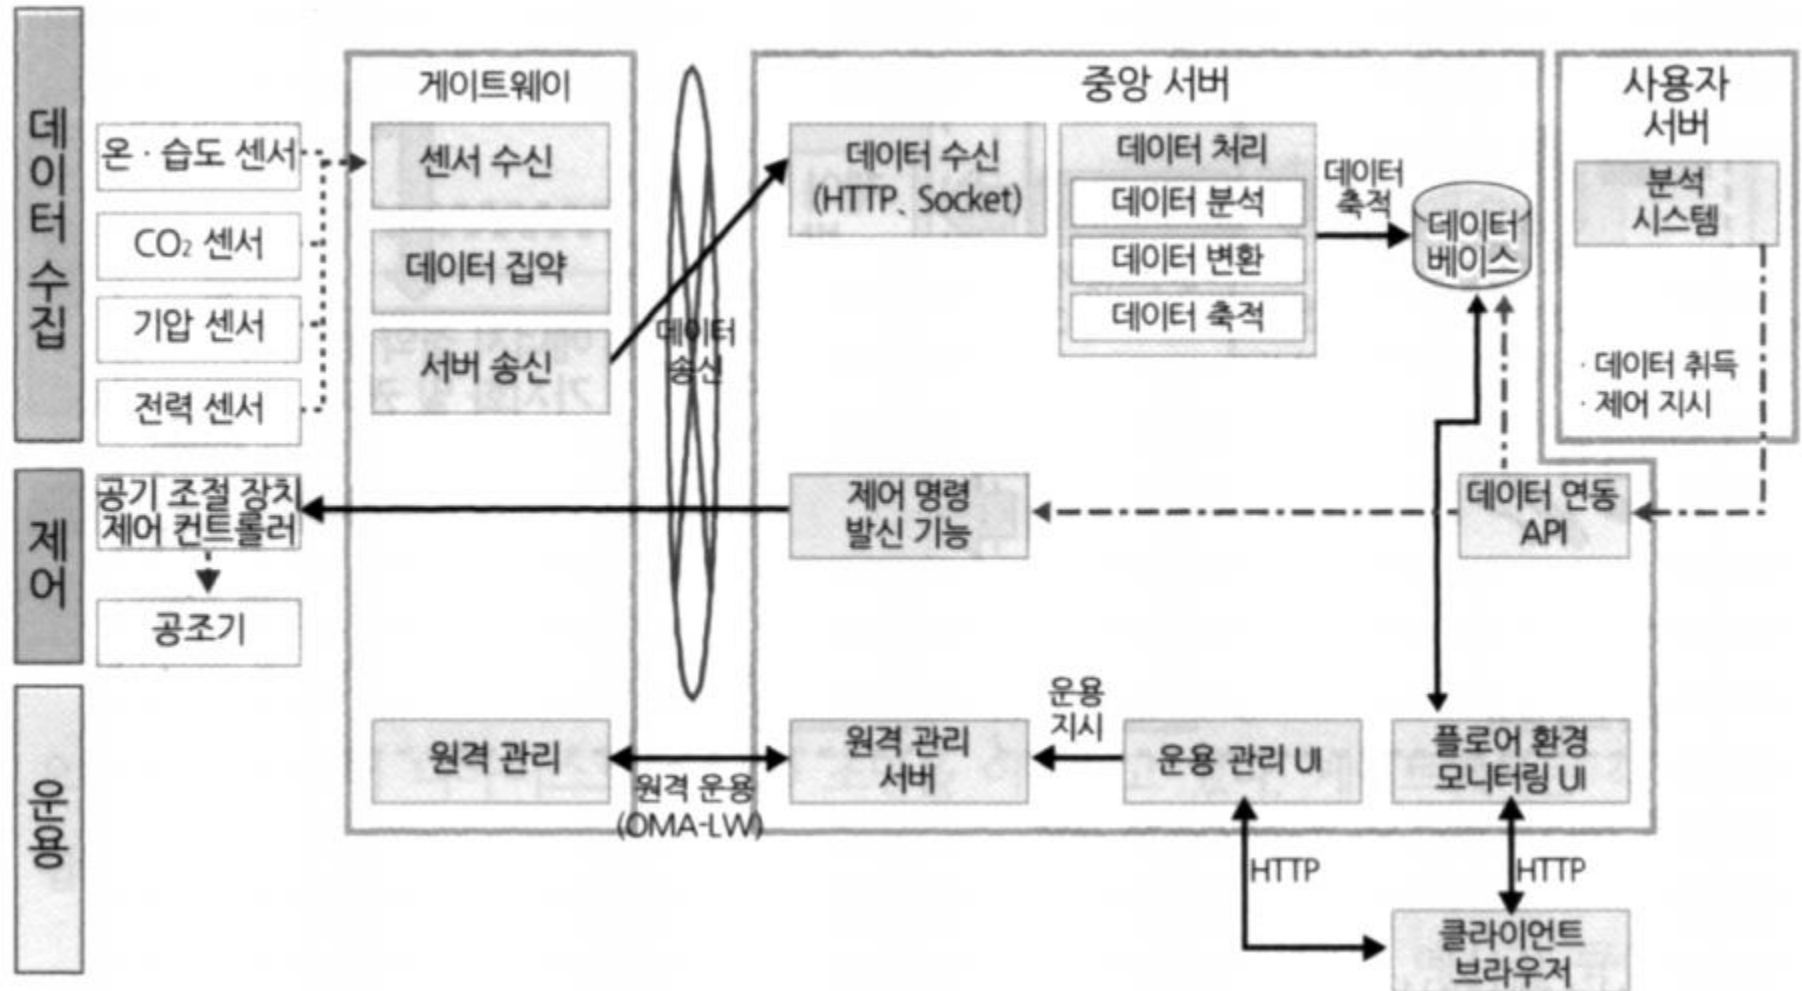 데이터 수집
온·습도 센서
CO₂ 센서
기압 센서
전력 센서
게이트웨이
센서 수신
데이터 집약
서버 송신
데이터
송신
중앙 서버
데이터 수신
(HTTP、Socket)
데이터 처리
데이터 분석
데이터 변환
데이터 축적
데이터
축적
데이터
베이스
사용자
서버
분석
시스템
· 데이터 취득
· 제어 지시
제어
공기 조절 장치
제어 컨트롤러
공조기
제어 명령
발신 기능
데이터 연동
API
운용
원격 관리
원격 운용
(OMA-LW)
원격 관리
서버
운용
지시
운용 관리 UI
플로어 환경
모니터링 UI
HTTP
HTTP
클라이언트
브라우저